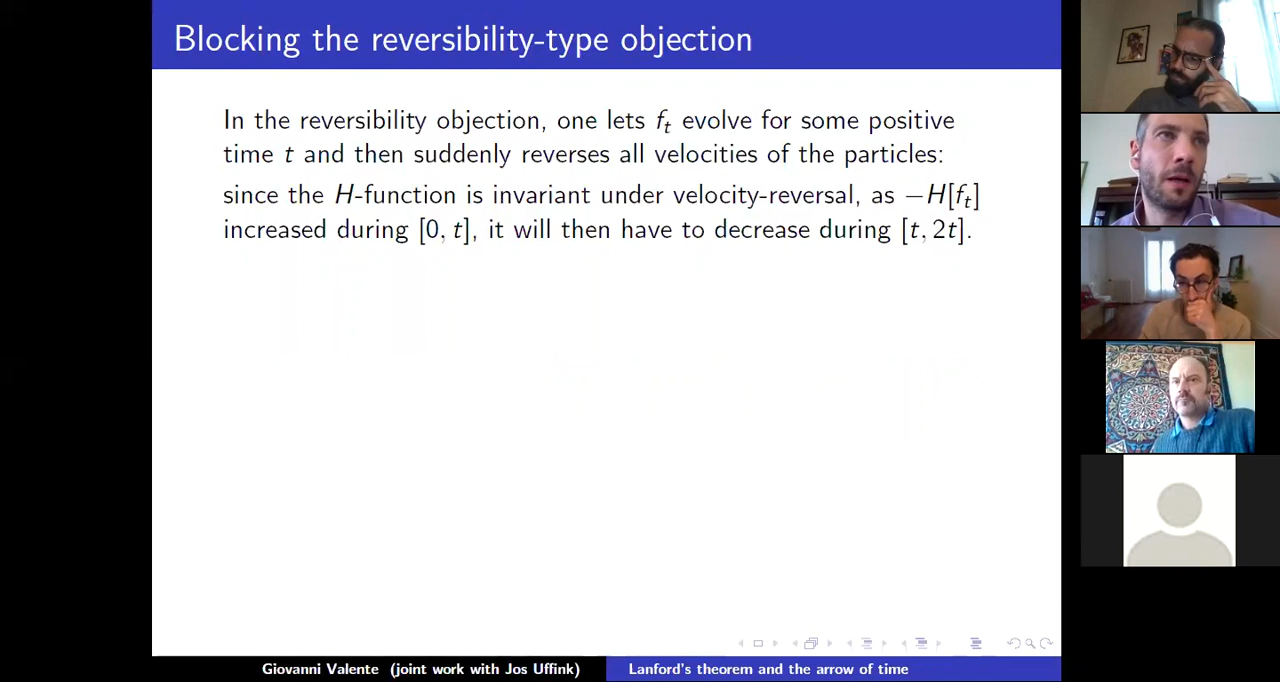 Blocking the reversibility-type objection
In the reversibility objection, one lets fₜ evolve for some positive
time t and then suddenly reverses all velocities of the particles:
since the H-function is invariant under velocity-reversal, as −H[fₜ]
increased during [0, t], it will then have to decrease during [t, 2t].
Giovanni Valente (joint work with Jos Uffink) Lanford's theorem and the arrow of time